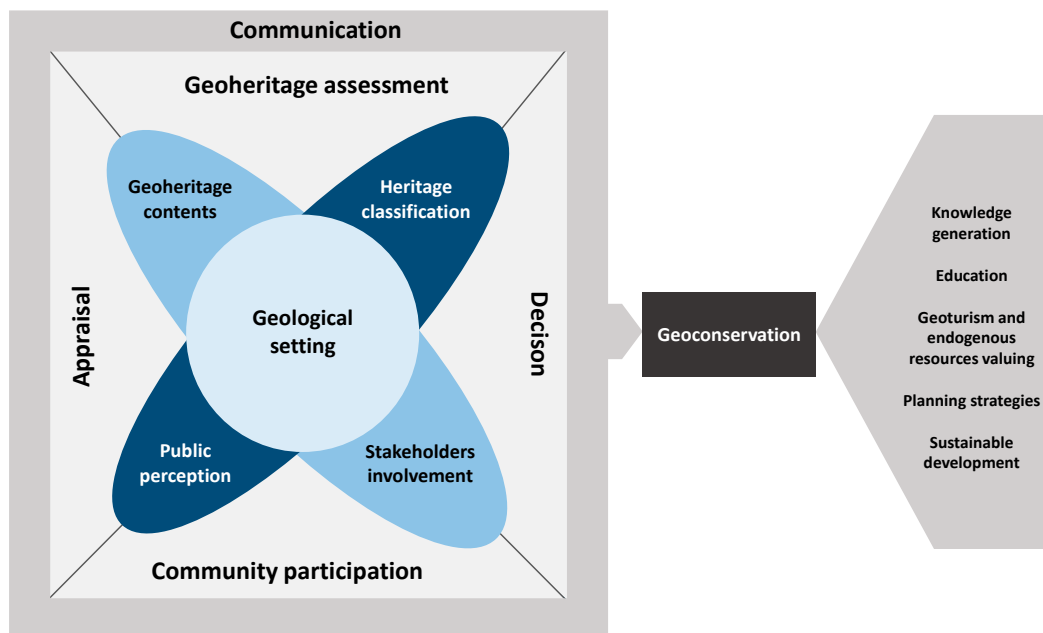 Communication
Geoheritage assessment
Geoheritage
contents
Heritage
classification
Appraisal
Geological
setting
Decison
Public
perception
Stakeholders
involvement
Community participation
Geoconservation
Knowledge
generation
Education
Geoturism and
endogenous
resources valuing
Planning strategies
Sustainable
development